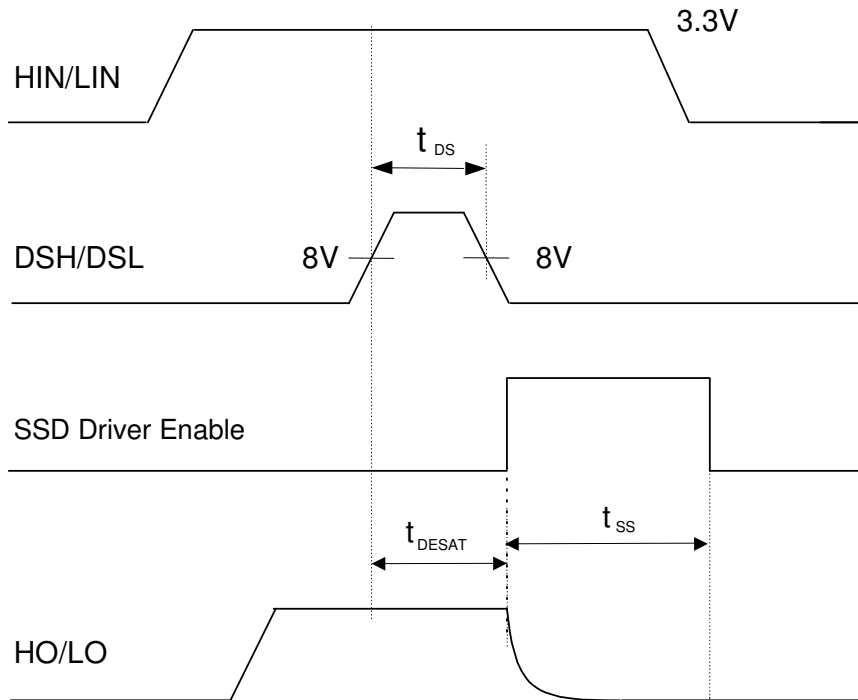 3.3V
HIN/LIN
t DS
DSH/DSL
8V
8V
SSD Driver Enable
t DESAT
t SS
HO/LO